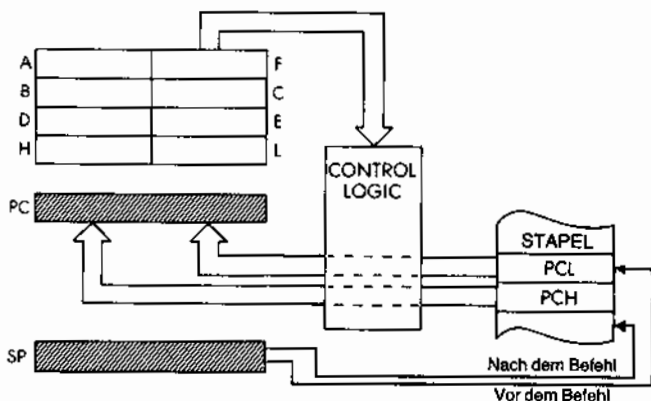 A F
B C
D E
H L
CONTROL
LOGIC
PC
STAPEL
PCL
PCH
SP
Nach dem Befehl
Vor dem Befehl